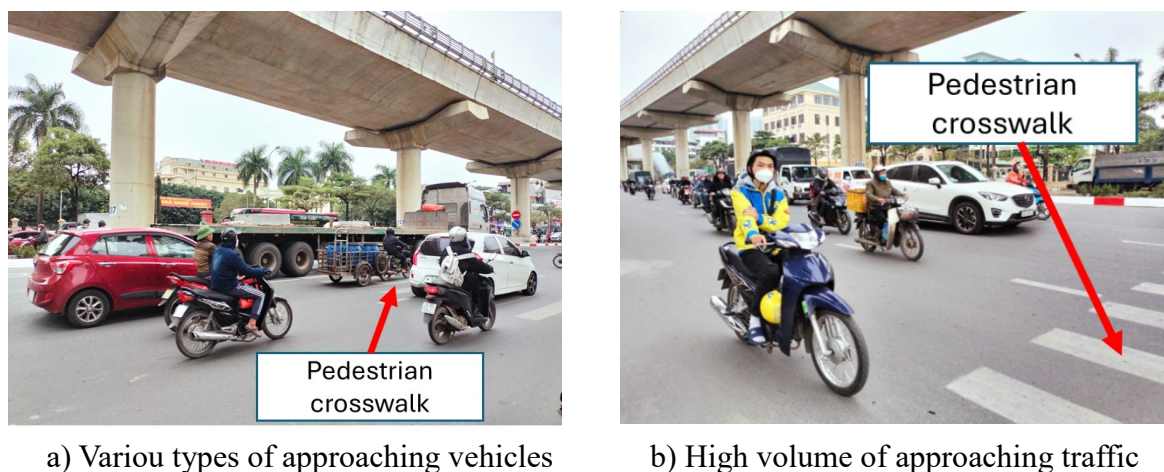 Pedestrian
crosswalk
Pedestrian
crosswalk
a) Variou types of approaching vehicles
b) High volume of approaching traffic